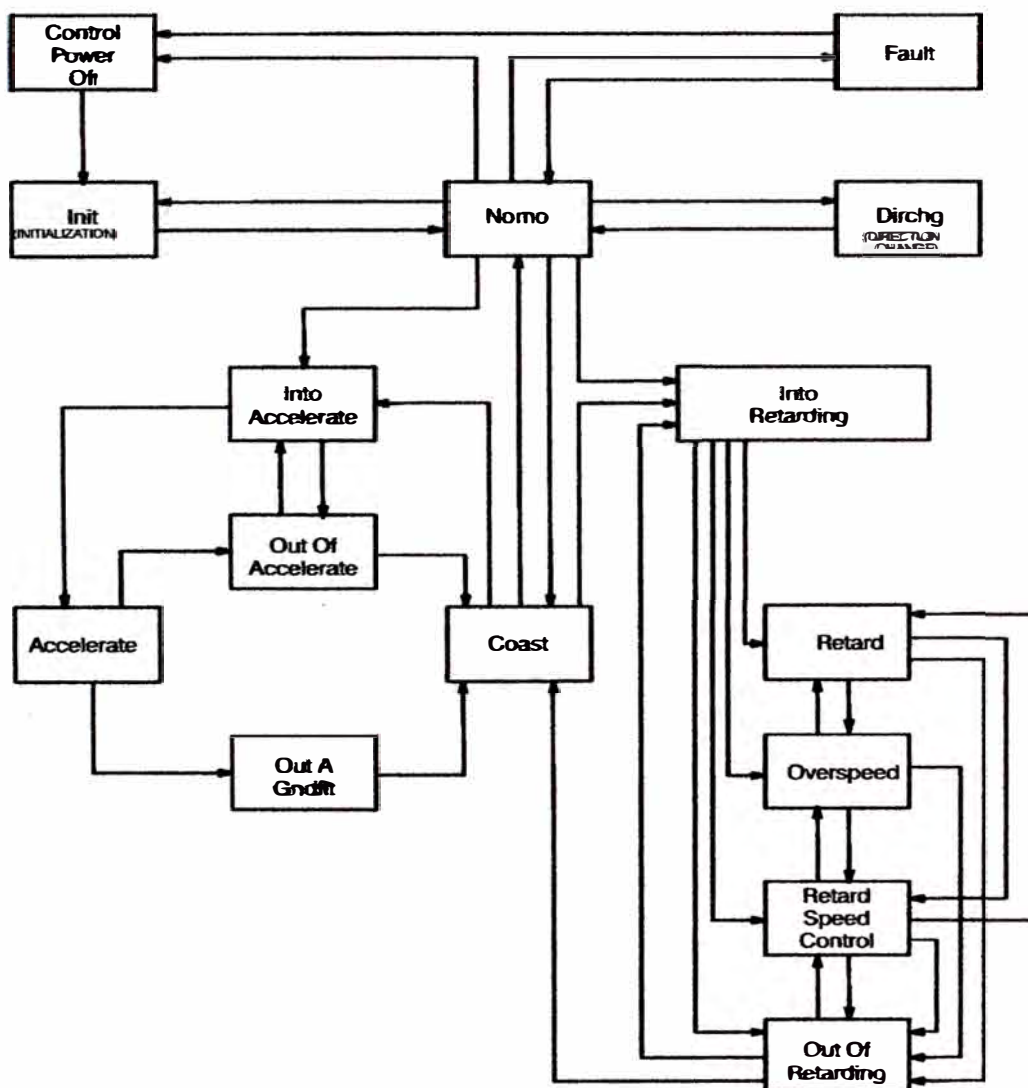 Control
Power
Off
Fault
Init
(INITIALIZATION)
Nomo
Dirchg
(DIRECTION
CHANGE)
Into
Accelerate
Into
Retarding
Out Of
Accelerate
Accelerate
Coast
Retard
Out A
Gndflt
Overspeed
Retard
Speed
Control
Out Of
Retarding